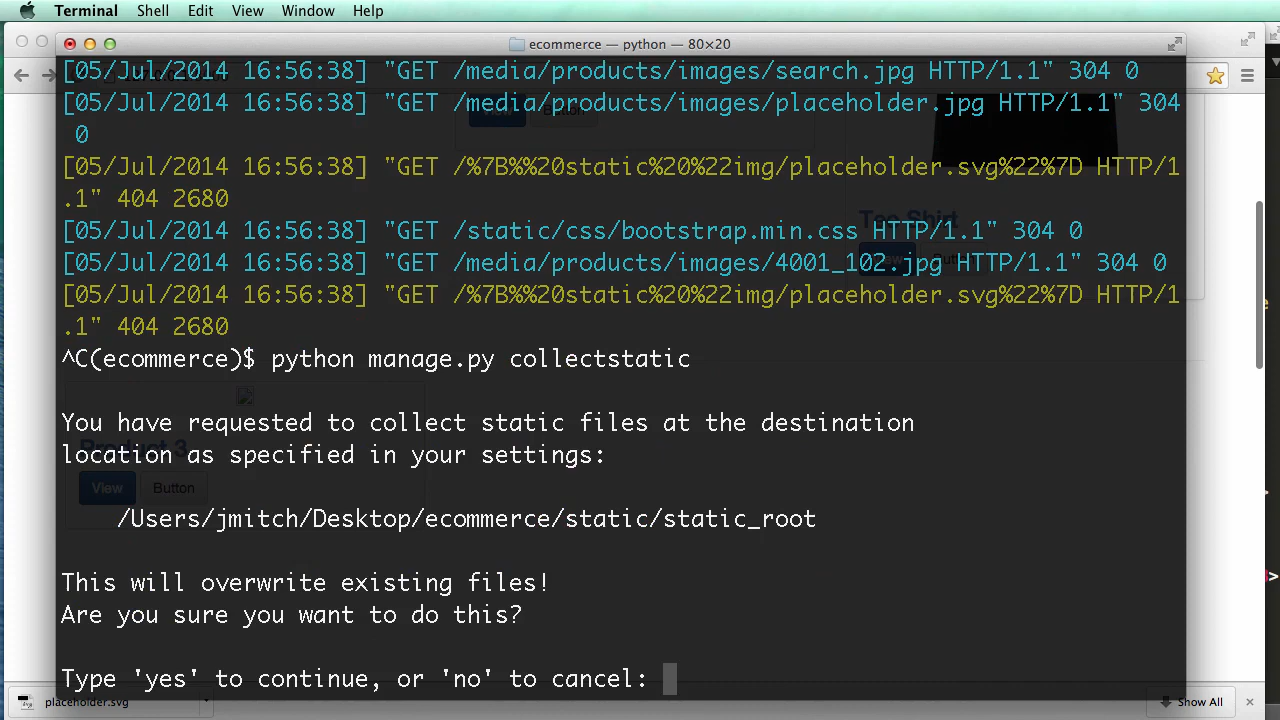 Terminal Shell Edit View Window Help
ecommerce — python — 80×20
[05/Jul/2014 16:56:38] "GET /media/products/images/search.jpg HTTP/1.1" 304 0
[05/Jul/2014 16:56:38] "GET /media/products/images/placeholder.jpg HTTP/1.1" 304
0
[05/Jul/2014 16:56:38] "GET /%7B%%20static%20%22img/placeholder.svg%22%7D HTTP/1
.1" 404 2680
[05/Jul/2014 16:56:38] "GET /static/css/bootstrap.min.css HTTP/1.1" 304 0
[05/Jul/2014 16:56:38] "GET /media/products/images/4001_102.jpg HTTP/1.1" 304 0
[05/Jul/2014 16:56:38] "GET /%7B%%20static%20%22img/placeholder.svg%22%7D HTTP/1
.1" 404 2680
^C(ecommerce)$ python manage.py collectstatic
You have requested to collect static files at the destination
Product 3
location as specified in your settings:
View Button
/Users/jmitch/Desktop/ecommerce/static/static_root
This will overwrite existing files!
Are you sure you want to do this?
Type 'yes' to continue, or 'no' to cancel:
placeholder.svg
Show All